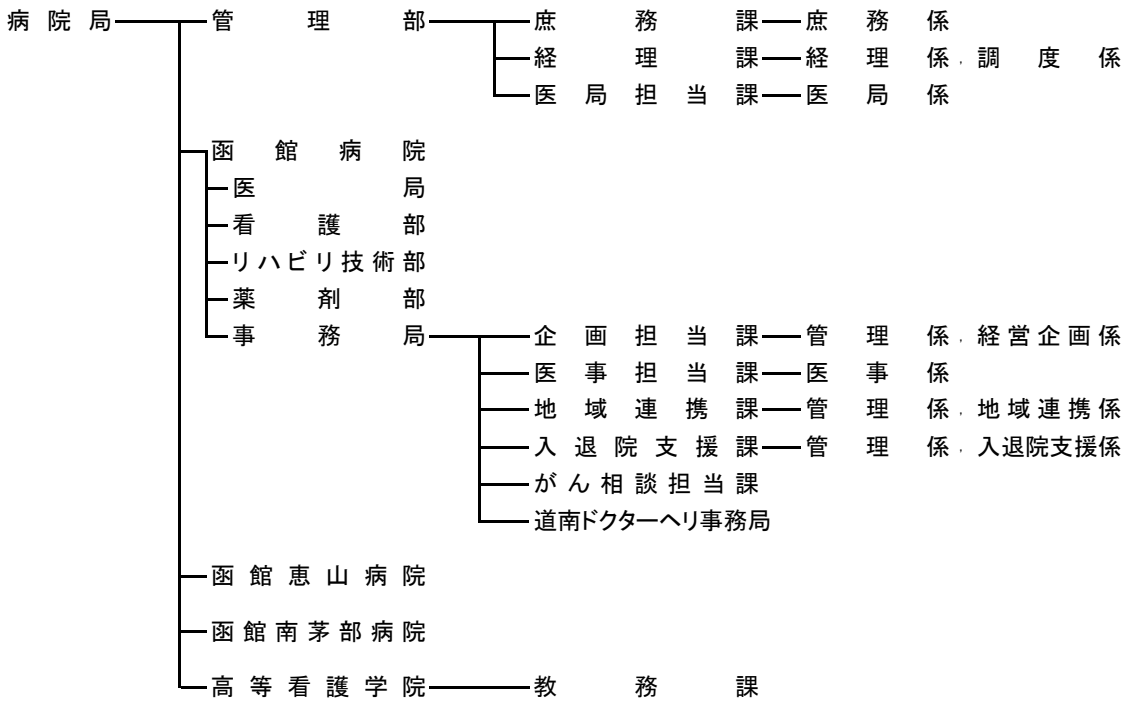 病院局 管理部 庶務課 庶務係
経理課 経理係，調度係
医局担当課 医局係
函館病院
医局
看護部
リハビリ技術部
薬剤部
事務局 企画担当課 管理係，経営企画係
医事担当課 医事係
地域連携課 管理係，地域連携係
入退院支援課 管理係，入退院支援係
がん相談担当課
道南ドクターヘリ事務局
函館恵山病院
函館南茅部病院
高等看護学院 教務課